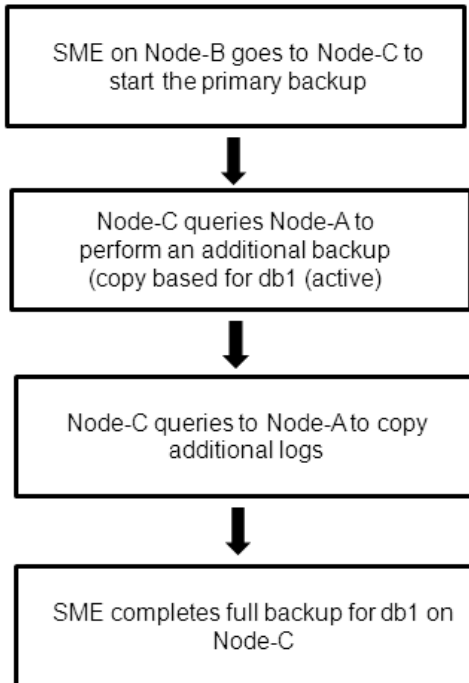 SME on Node-B goes to Node-C to
start the primary backup
Node-C queries Node-A to
perform an additional backup
(copy based for db1 (active)
Node-C queries to Node-A to copy
additional logs
SME completes full backup for db1 on
Node-C